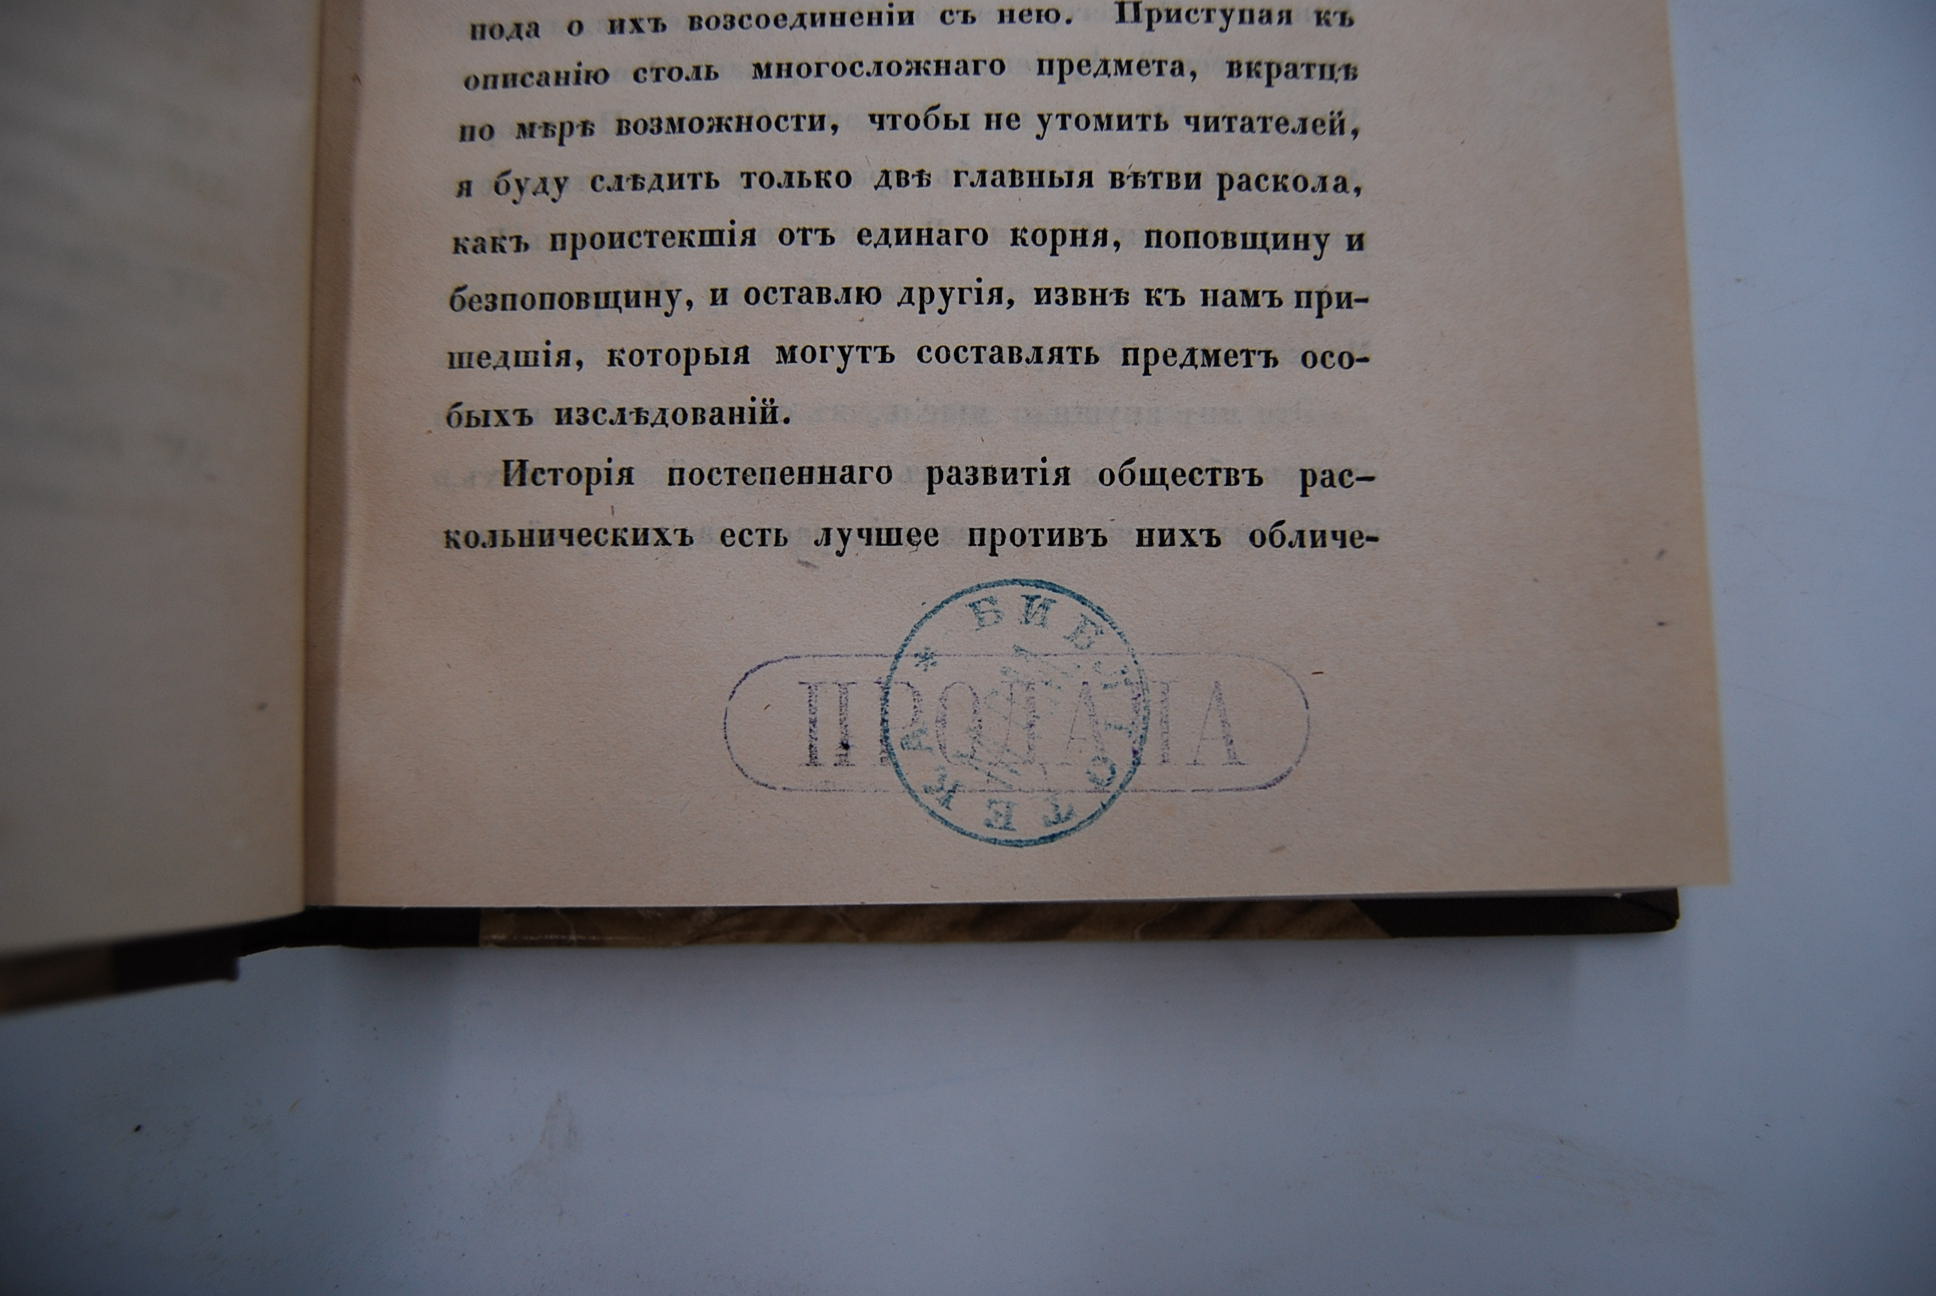 пода о ихъ возсоединеніи съ нею. Приступая къ
описанію столь многосложнаго предмета, вкратцѣ
по мѣрѣ возможности, чтобы не утомить читателей,
я буду слѣдить только двѣ главныя вѣтви раскола,
какъ проистекшія отъ единаго корня, поповщину и
безпоповщину, и оставлю другія, извнѣ къ намъ при-
шедшія, которыя могутъ составлять предметъ осо-
быхъ изслѣдованій.
Исторія постепеннаго развитія обществъ рас-
кольническихъ есть лучшее противъ нихъ обличе-
* БИБЛІОТЕКА
ПРОДАНА